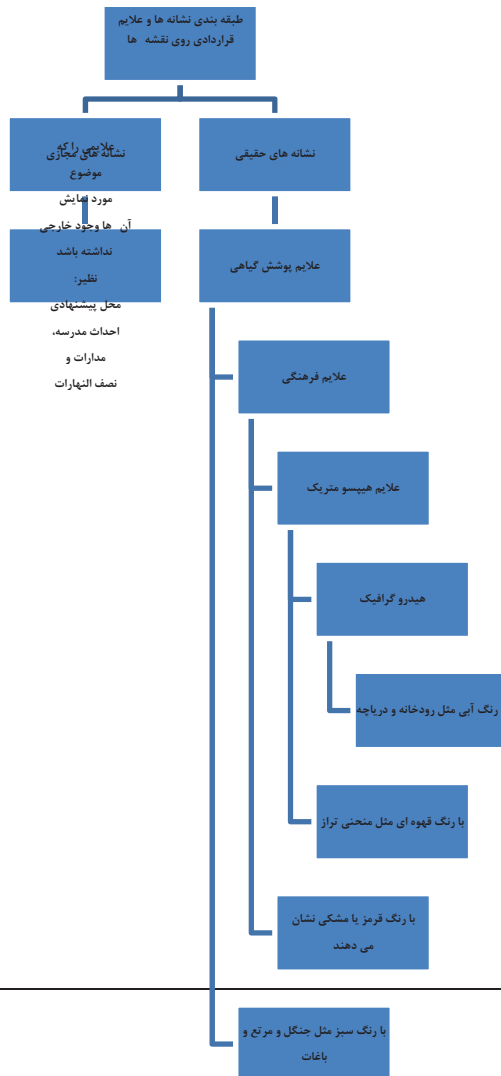 طبقه بندی نشانه ها و علایم
قراردادی روی نقشه ها
نشانه های حقیقی
نشانه های مجازی
علایمی را که
موضوع
مورد نمایش
آن ها وجود خارجی
نداشته باشد
نظیر:
محل پیشنهادی
احداث مدرسه،
مدارات و
نصف النهارات
علایم پوشش گیاهی
علایم فرهنگی
علایم هیپسو متریک
هیدرو گرافیک
رنگ آبی مثل رودخانه و دریاچه
با رنگ قهوه ای مثل منحنی تراز
با رنگ قرمز یا مشکی نشان
می دهند
با رنگ سبز مثل جنگل و مرتع و
باغات